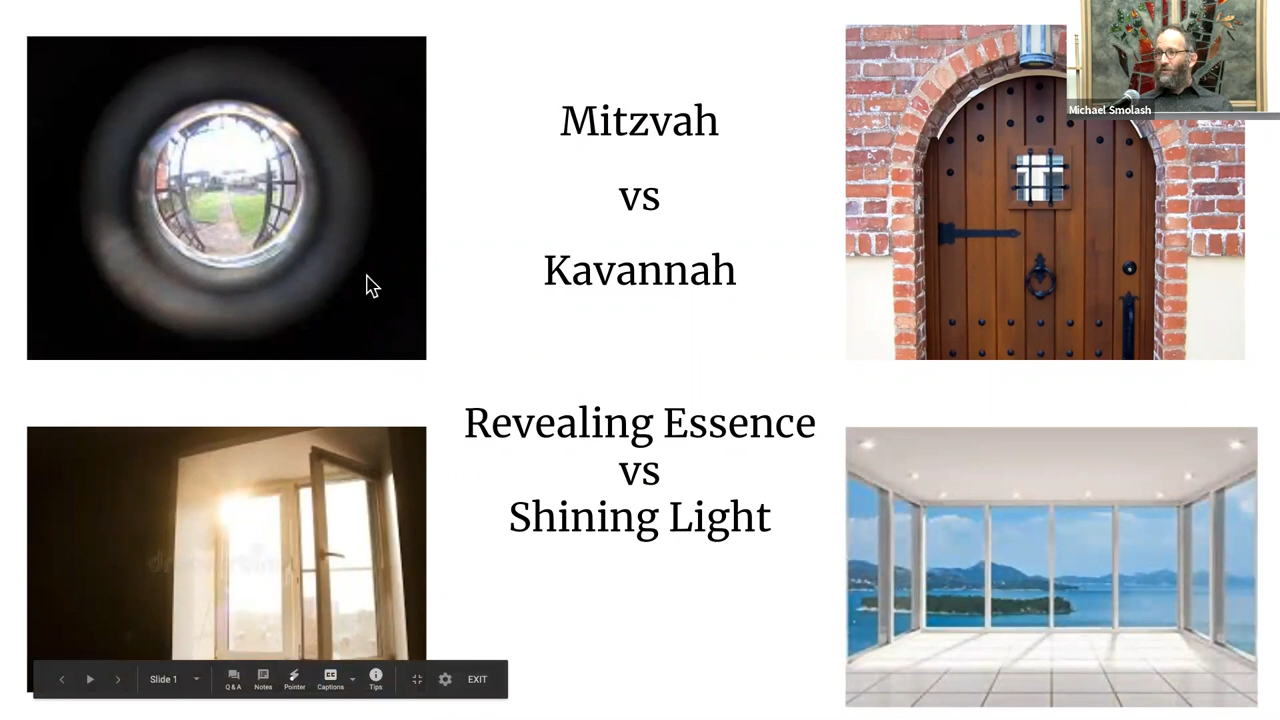 Mitzvah
vs
Kavannah
Michael Smolash
Revealing Essence
vs
Shining Light
Slide 1
Q & A
Notes
Pointer
Captions
Tips
EXIT